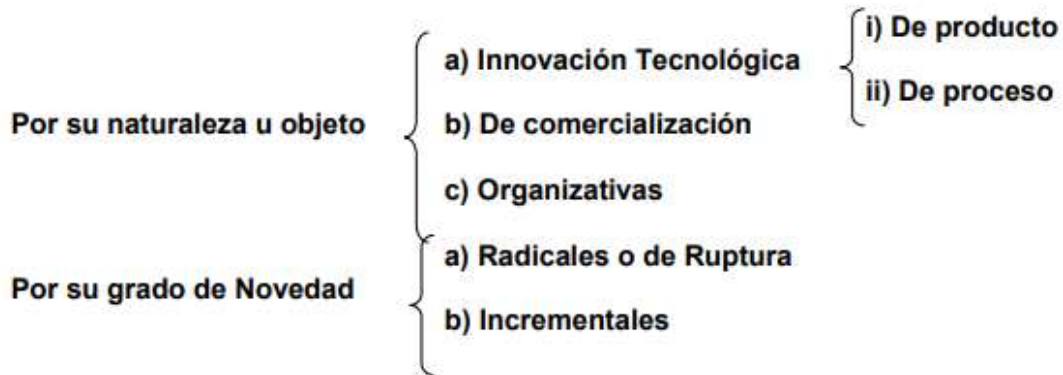 Por su naturaleza u objeto
a) Innovación Tecnológica
i) De producto
ii) De proceso
b) De comercialización
c) Organizativas
Por su grado de Novedad
a) Radicales o de Ruptura
b) Incrementales